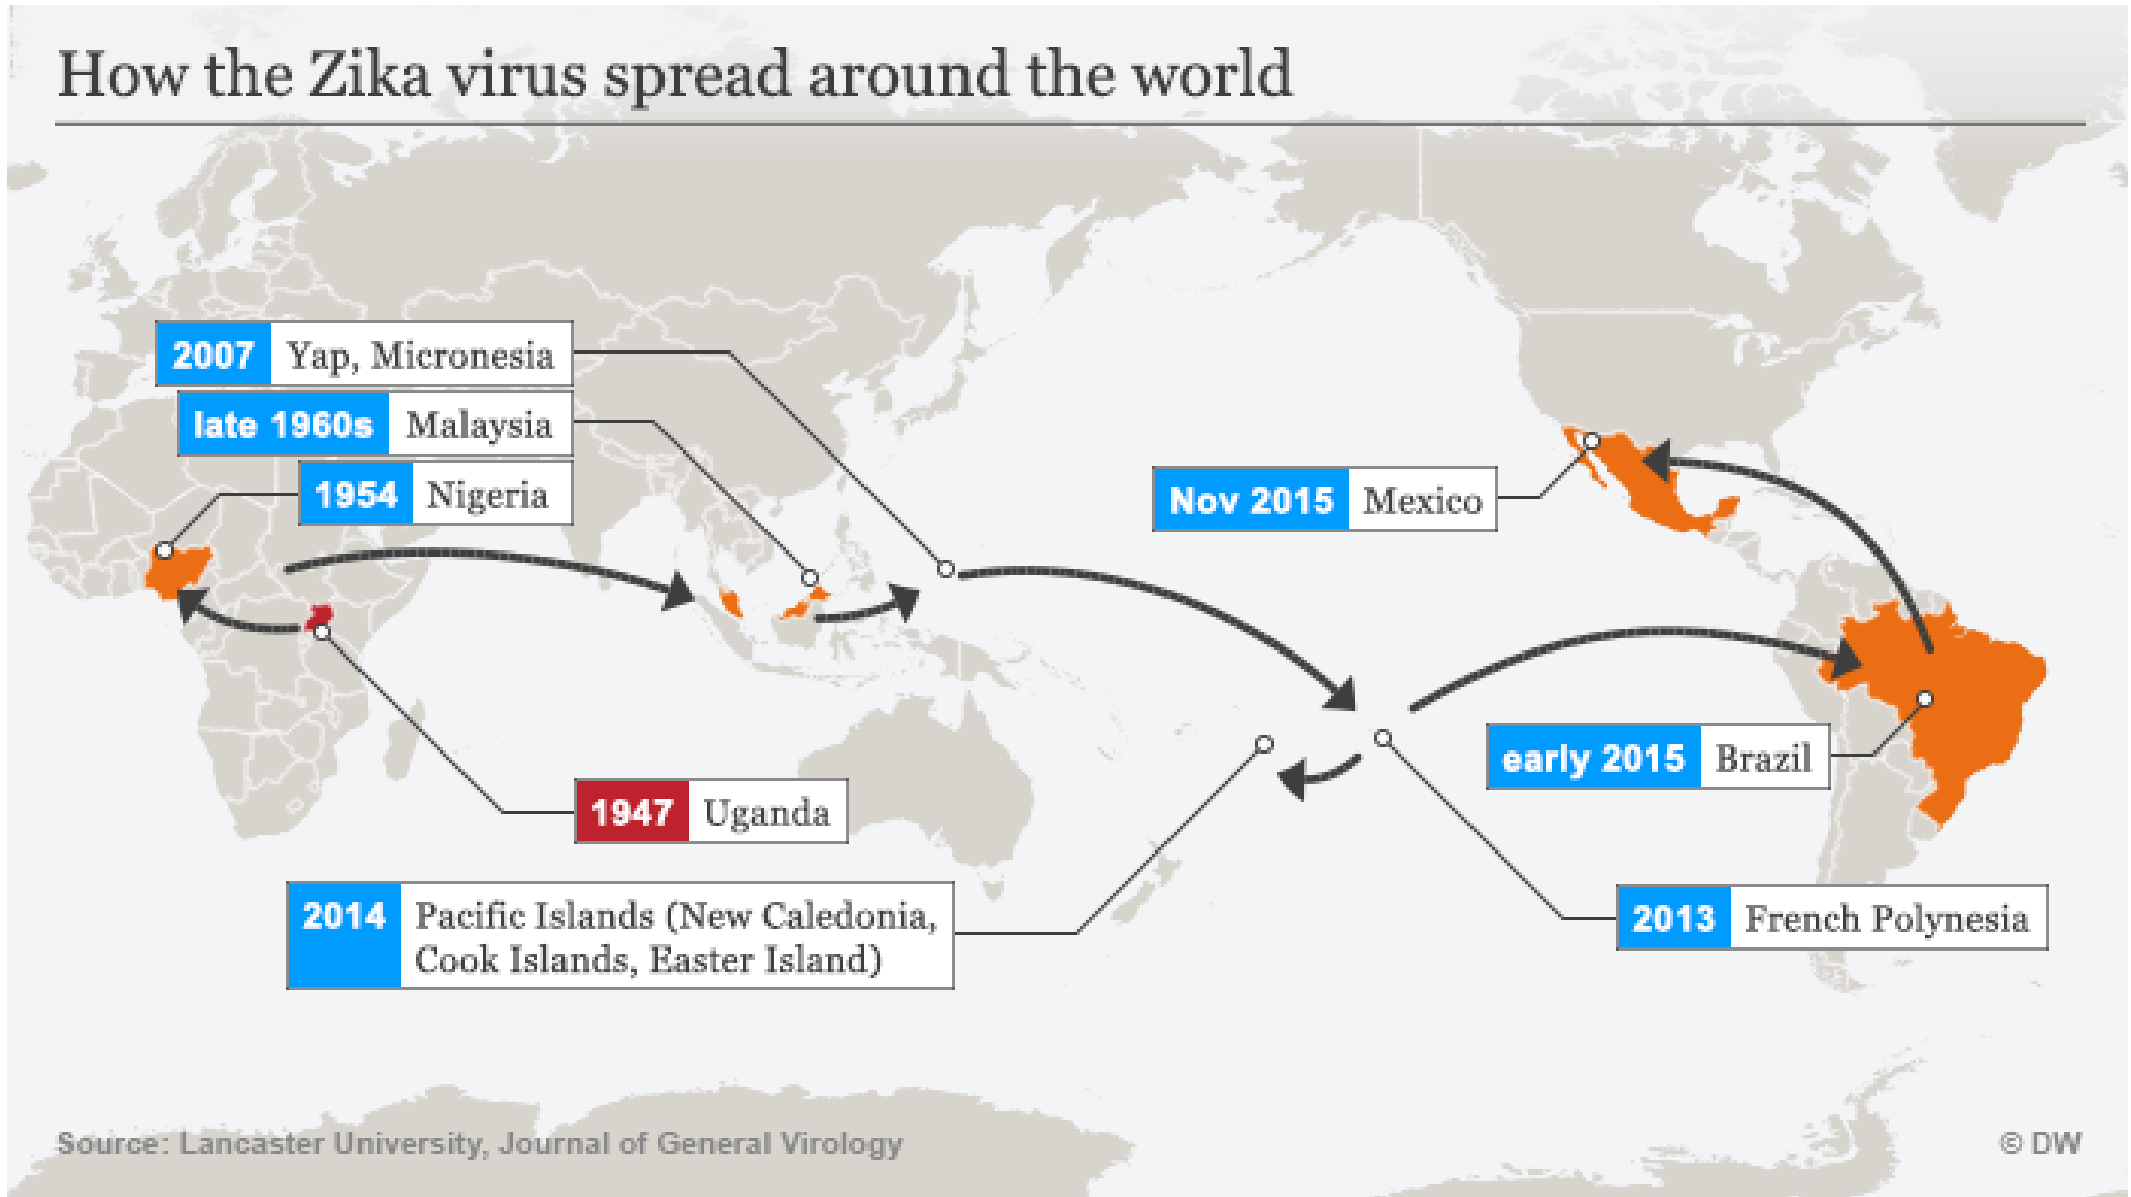 How the Zika virus spread around the world
2007 Yap, Micronesia
late 1960s Malaysia
1954 Nigeria
Nov 2015 Mexico
early 2015 Brazil
1947 Uganda
2014 Pacific Islands (New Caledonia,
Cook Islands, Easter Island)
2013 French Polynesia
Source: Lancaster University, Journal of General Virology
© DW